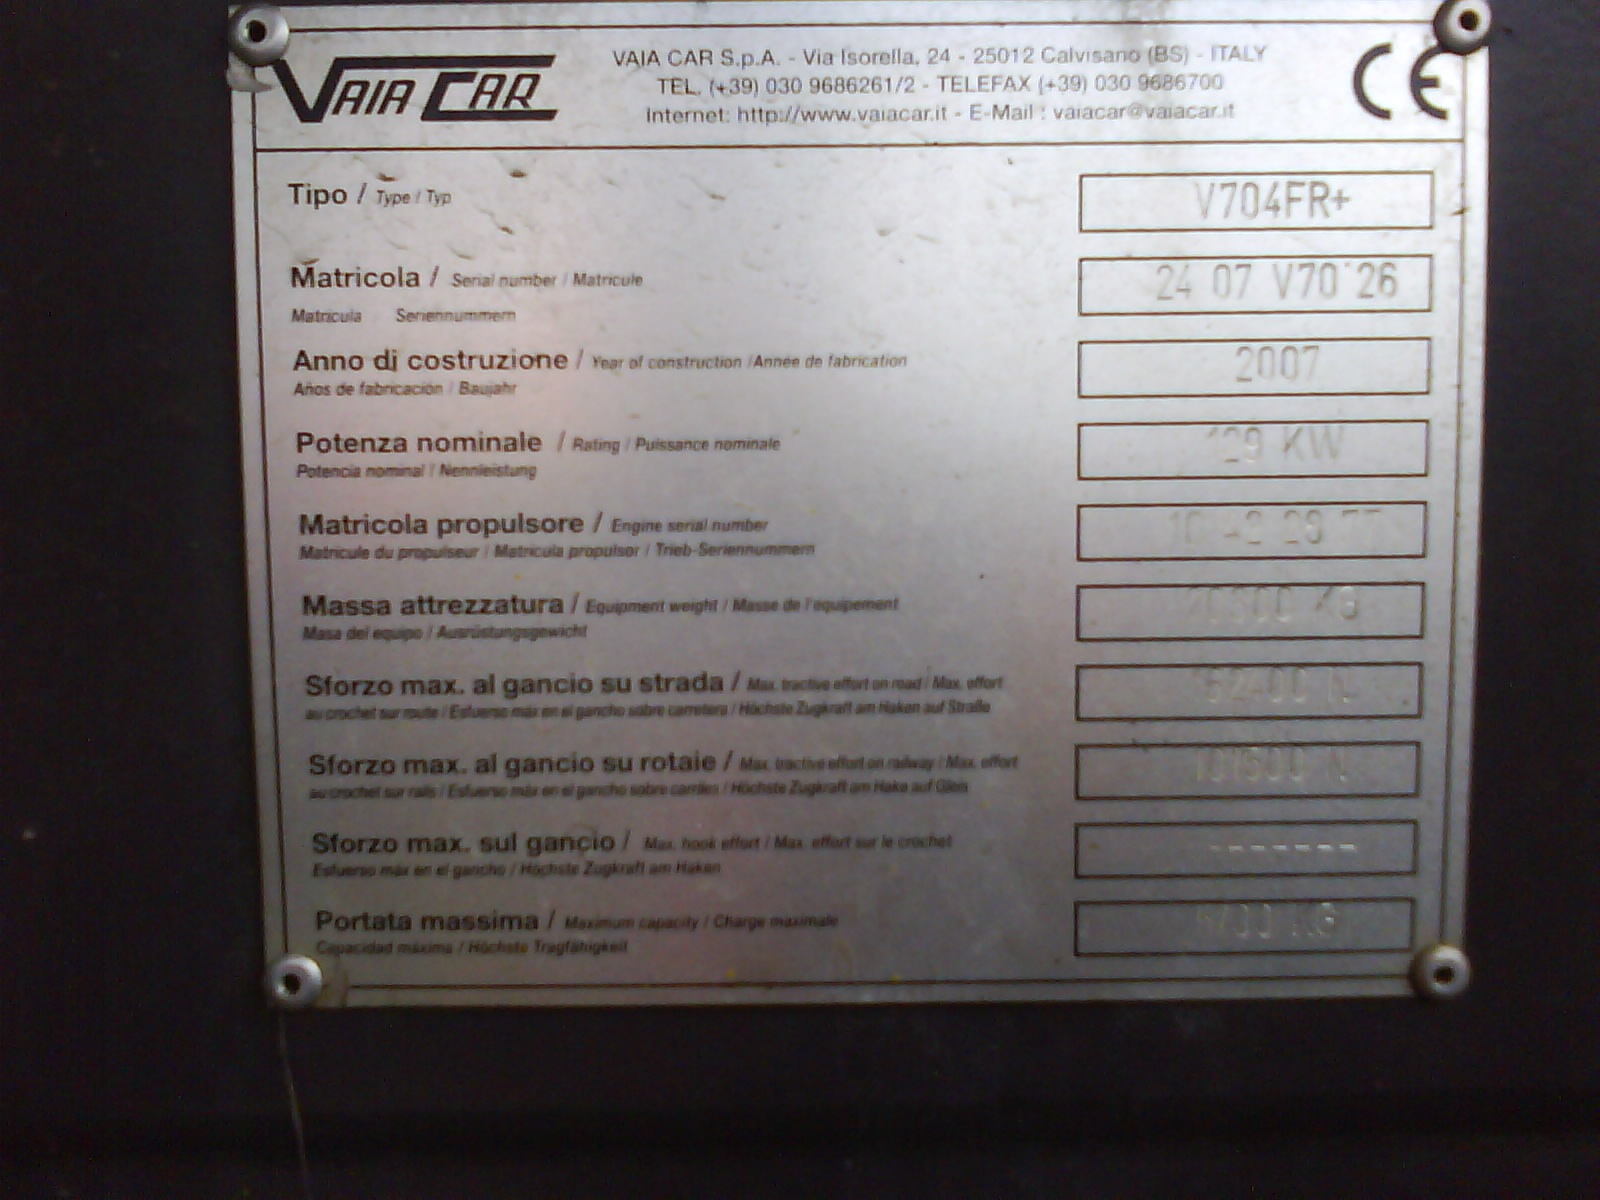 VAIA CAR
VAIA CAR S.p.A. - Via Isorella, 24 - 25012 Calvisano (BS) - ITALY
TEL. (+39) 030 9686261/2 - TELEFAX (+39) 030 9686700
Internet: http://www.vaiacar.it - E-Mail : vaiacar@vaiacar.it
CE
Tipo / Type / Typ
V704FR+
Matricola / Serial number / Matricule
Matricula Seriennummern
24 07 V70 26
Anno di costruzione / Year of construction / Année de fabrication
Años de fabricación / Baujahr
2007
Potenza nominale / Rating / Puissance nominale
Potencia nominal / Nennleistung
129 KW
Matricola propulsore / Engine serial number
Matricule du propulseur / Matricula propulsor / Trieb-Seriennummern
Massa attrezzatura / Equipment weight / Masse de l'equipement
Masa del equipo / Ausrüstungsgewicht
KG
Sforzo max. al gancio su strada / Max. tractive effort on road / Max. effort
au crochet sur route / Esfuerso máx en el gancho sobre carretera / Höchste Zugkraft am Haken auf Straße
N
Sforzo max. al gancio su rotaie / Max. tractive effort on railway / Max. effort
au crochet sur rails / Esfuerso máx en el gancho sobre carriles / Höchste Zugkraft am Hake auf Gleis
101600 N
Sforzo max. sul gancio / Max. hook effort / Max. effort sur le crochet
Esfuerso máx en el gancho / Höchste Zugkraft am Haken
-------
Portata massima / Maximum capacity / Charge maximale
Capacidad máxima / Höchste Tragfähigkeit
KG